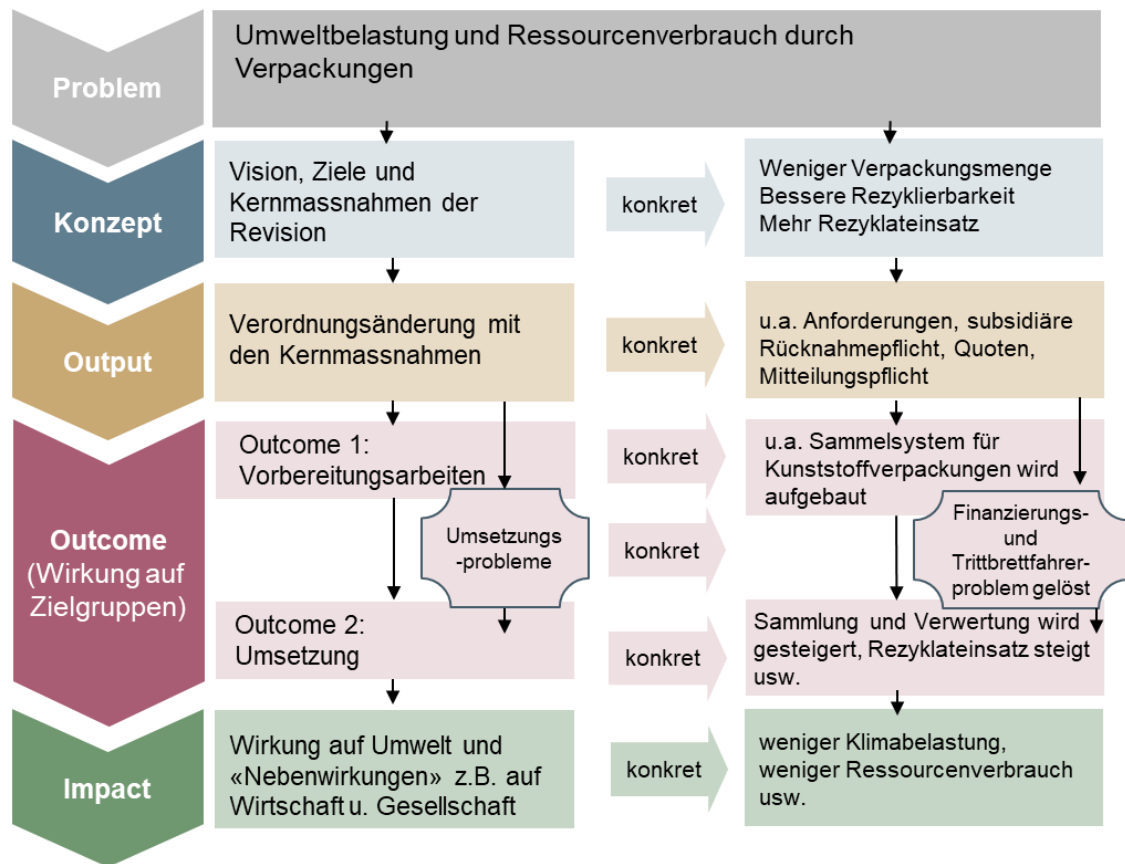 Problem
Umweltbelastung und Ressourcenverbrauch durch
Verpackungen
Konzept
Vision, Ziele und
Kernmassnahmen der
Revision
konkret
Weniger Verpackungsmenge
Bessere Rezyklierbarkeit
Mehr Rezyklateinsatz
Output
Verordnungsänderung mit
den Kernmassnahmen
konkret
u.a. Anforderungen, subsidiäre
Rücknahmepflicht, Quoten,
Mitteilungspflicht
Outcome
(Wirkung auf
Zielgruppen)
Outcome 1:
Vorbereitungsarbeiten
konkret
u.a. Sammelsystem für
Kunststoffverpackungen wird
aufgebaut
Umsetzungs
-probleme
konkret
Finanzierungs-
und
Trittbrettfahrer-
problem gelöst
Outcome 2:
Umsetzung
konkret
Sammlung und Verwertung wird
gesteigert, Rezyklateinsatz steigt
usw.
Impact
Wirkung auf Umwelt und
«Nebenwirkungen» z.B. auf
Wirtschaft u. Gesellschaft
konkret
weniger Klimabelastung,
weniger Ressourcenverbrauch
usw.